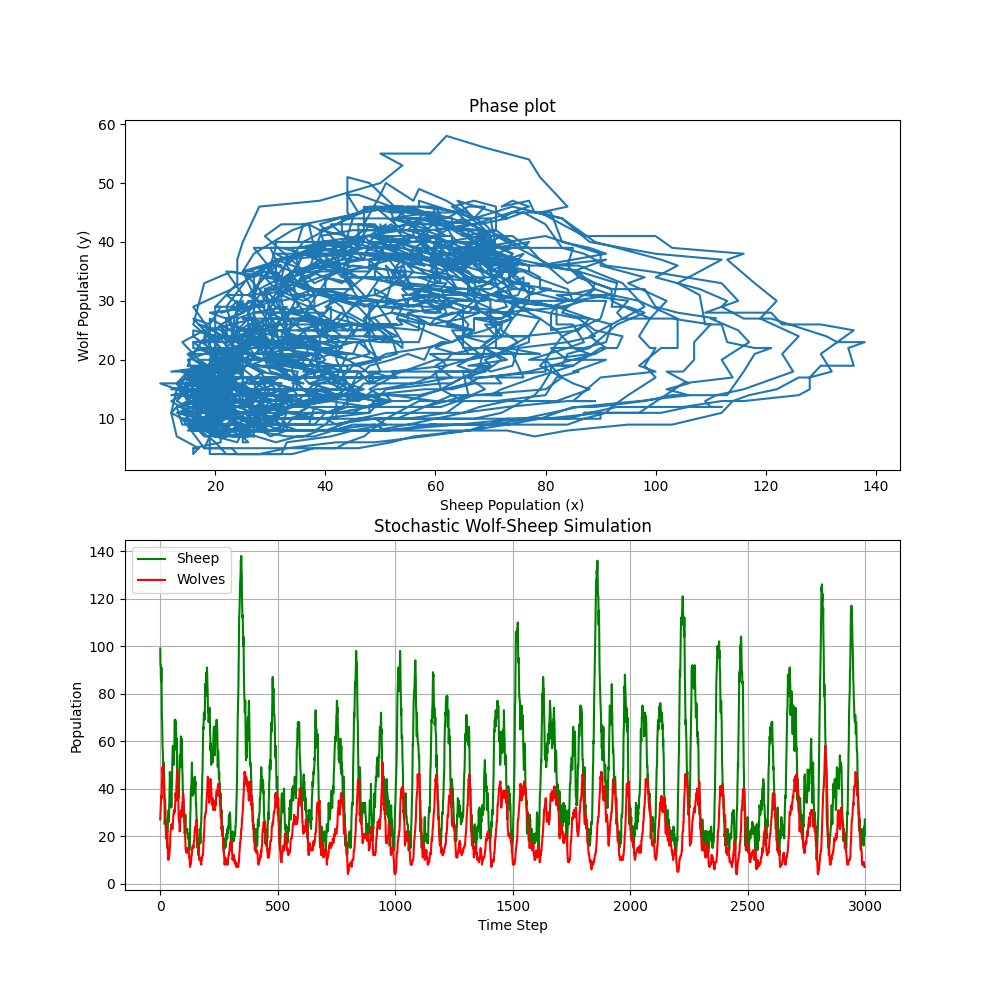 Phase plot
60
50
40
30
20
10
Wolf Population (y)
20 40 60 80 100 120 140
Sheep Population (x)
Stochastic Wolf-Sheep Simulation
Sheep
Wolves
140
120
100
80
60
40
20
0
Population
0 500 1000 1500 2000 2500 3000
Time Step